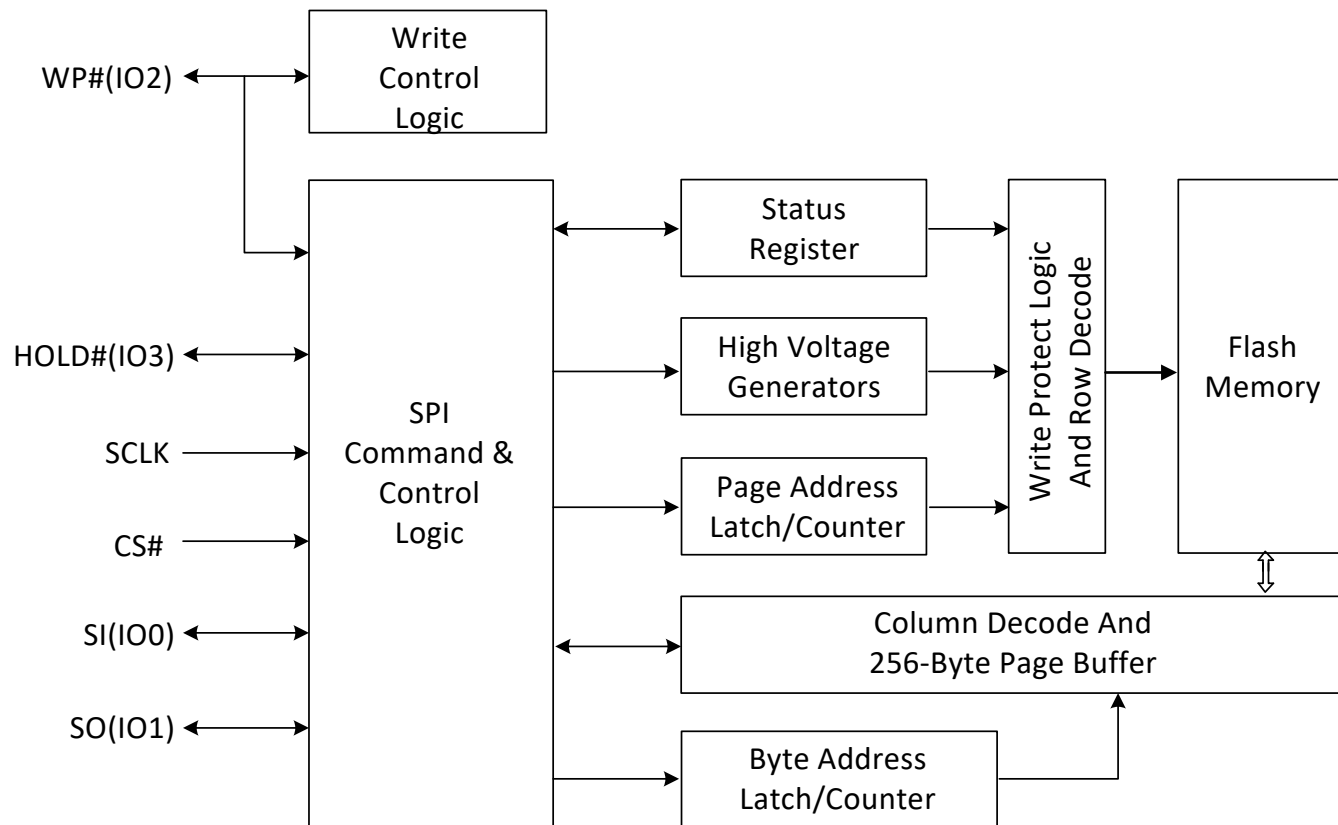 Write
Control
Logic
WP#(IO2)
HOLD#(IO3)
SCLK
CS#
SI(IO0)
SO(IO1)
SPI
Command &
Control
Logic
Status
Register
High Voltage
Generators
Page Address
Latch/Counter
Write Protect Logic
And Row Decode
Flash
Memory
Column Decode And
256-Byte Page Buffer
Byte Address
Latch/Counter